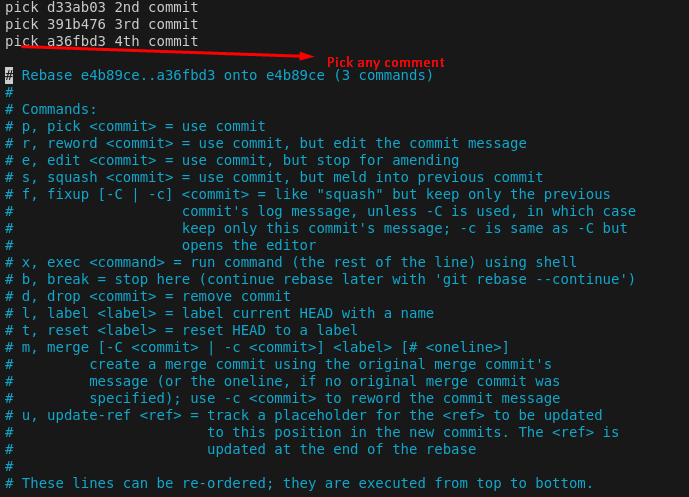 pick d33ab03 2nd commit
pick 391b476 3rd commit
pick a36fbd3 4th commit
Pick any comment
# Rebase e4b89ce..a36fbd3 onto e4b89ce (3 commands)
#
# Commands:
# p, pick <commit> = use commit
# r, reword <commit> = use commit, but edit the commit message
# e, edit <commit> = use commit, but stop for amending
# s, squash <commit> = use commit, but meld into previous commit
# f, fixup [-C | -c] <commit> = like "squash" but keep only the previous
#                    commit's log message, unless -C is used, in which case
#                    keep only this commit's message; -c is same as -C but
#                    opens the editor
# x, exec <command> = run command (the rest of the line) using shell
# b, break = stop here (continue rebase later with 'git rebase --continue')
# d, drop <commit> = remove commit
# l, label <label> = label current HEAD with a name
# t, reset <label> = reset HEAD to a label
# m, merge [-C <commit> | -c <commit>] <label> [# <oneline>]
#         create a merge commit using the original merge commit's
#         message (or the oneline, if no original merge commit was
#         specified); use -c <commit> to reword the commit message
# u, update-ref <ref> = track a placeholder for the <ref> to be updated
#                       to this position in the new commits. The <ref> is
#                       updated at the end of the rebase
#
# These lines can be re-ordered; they are executed from top to bottom.